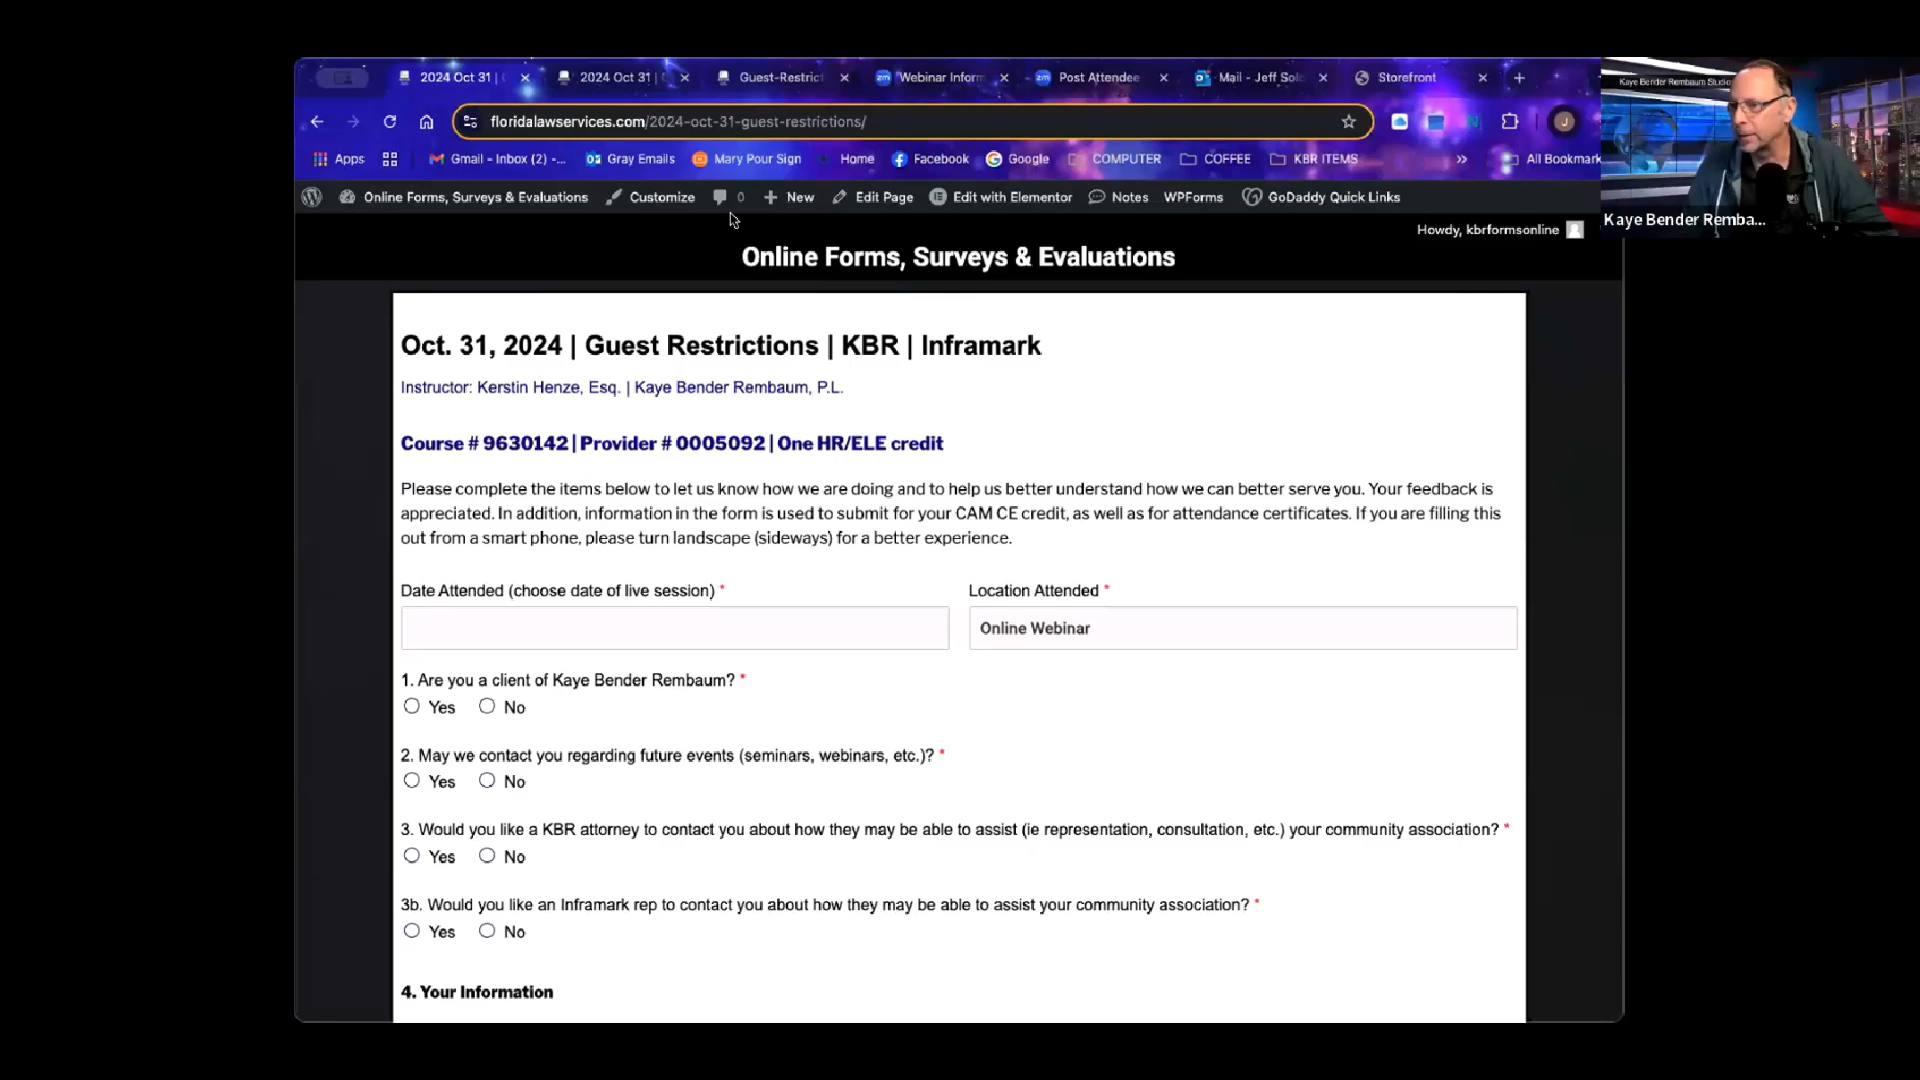 2024 Oct 31 |
2024 Oct 31 |
Guest-Restric
Webinar Inform
Post Attendee
Mail - Jeff Sol
Storefront
floridalawservices.com/2024-oct-31-guest-restrictions/
J
Apps
Gmail - Inbox (2) -...
Gray Emails
Mary Pour Sign
Home
Facebook
Google
COMPUTER
COFFEE
KBR ITEMS
All Bookmark
Online Forms, Surveys & Evaluations
Customize
0
New
Edit Page
Edit with Elementor
Notes
WPForms
GoDaddy Quick Links
Howdy, kbrformsonline
Kaye Bender Rembaum Studio
Kaye Bender Remba...
Online Forms, Surveys & Evaluations
Oct. 31, 2024 | Guest Restrictions | KBR | Inframark
Instructor: Kerstin Henze, Esq. | Kaye Bender Rembaum, P.L.
Course # 9630142 | Provider # 0005092 | One HR/ELE credit
Please complete the items below to let us know how we are doing and to help us better understand how we can better serve you. Your feedback is
appreciated. In addition, information in the form is used to submit for your CAM CE credit, as well as for attendance certificates. If you are filling this
out from a smart phone, please turn landscape (sideways) for a better experience.
Date Attended (choose date of live session) *
Location Attended *
Online Webinar
1. Are you a client of Kaye Bender Rembaum? *
Yes No
2. May we contact you regarding future events (seminars, webinars, etc.)? *
Yes No
3. Would you like a KBR attorney to contact you about how they may be able to assist (ie representation, consultation, etc.) your community association? *
Yes No
3b. Would you like an Inframark rep to contact you about how they may be able to assist your community association? *
Yes No
4. Your Information